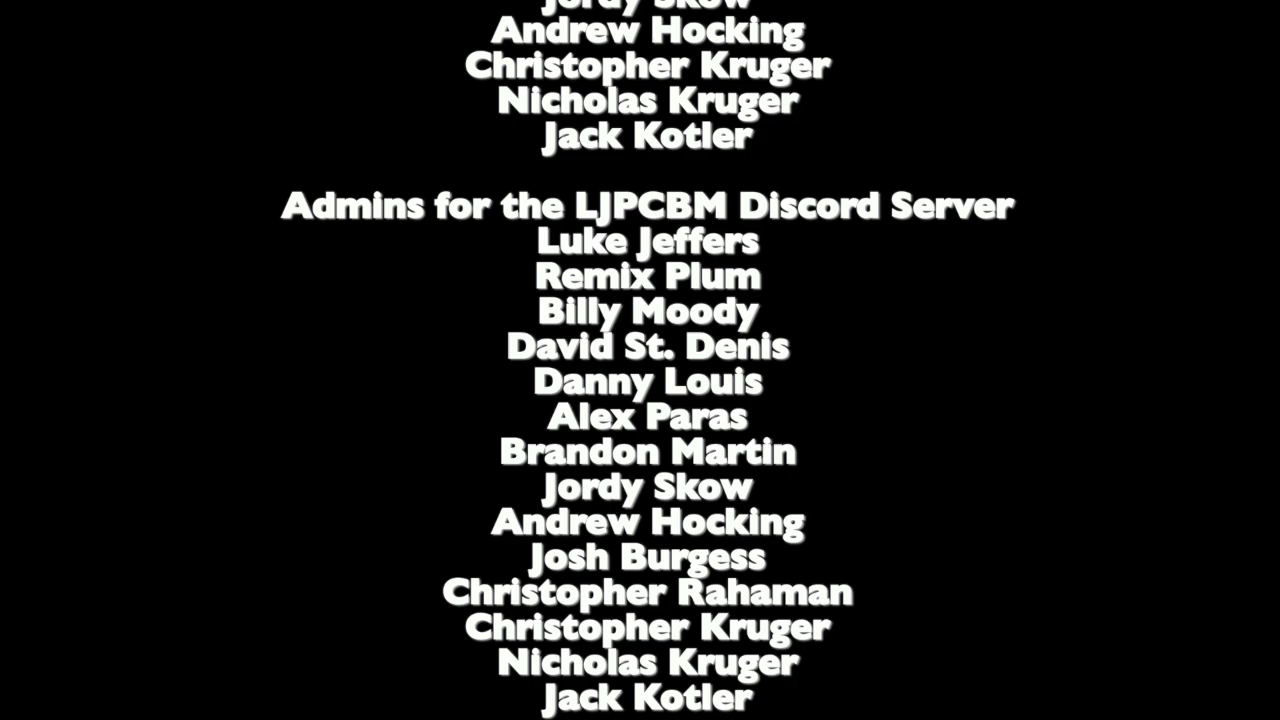 Jordy Skow
Andrew Hocking
Christopher Kruger
Nicholas Kruger
Jack Kotler
Admins for the LJPCBM Discord Server
Luke Jeffers
Remix Plum
Billy Moody
David St. Denis
Danny Louis
Alex Paras
Brandon Martin
Jordy Skow
Andrew Hocking
Josh Burgess
Christopher Rahaman
Christopher Kruger
Nicholas Kruger
Jack Kotler